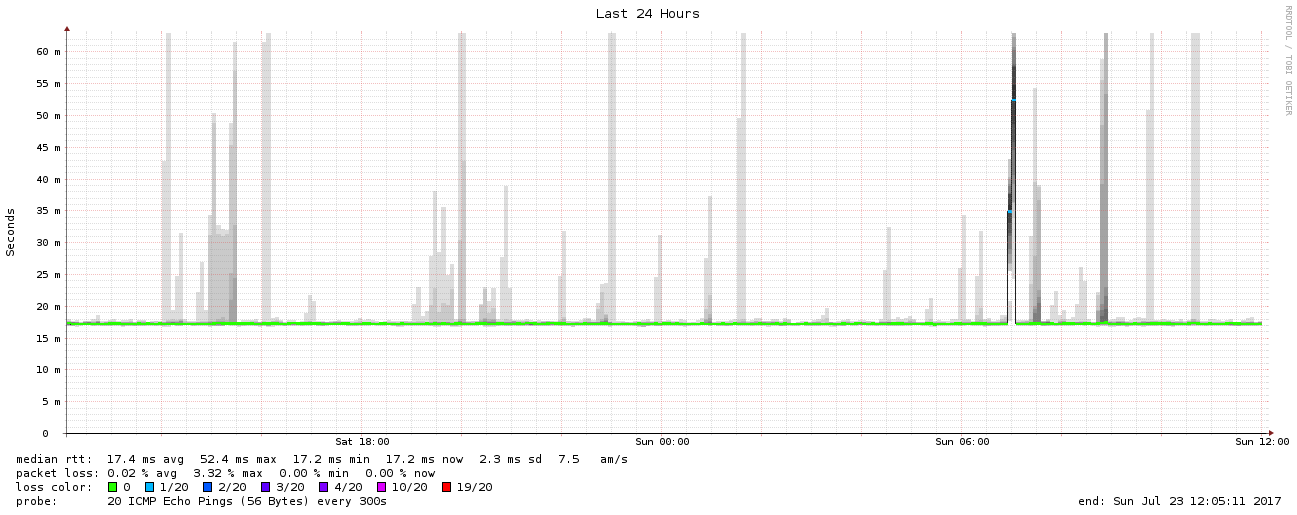 Last 24 Hours
RRDTOOL / TOBI OETIKER
Seconds
60 m
55 m
50 m
45 m
40 m
35 m
30 m
25 m
20 m
15 m
10 m
5 m
0
Sat 18:00 Sun 00:00 Sun 06:00 Sun 12:00
median rtt: 17.4 ms avg 52.4 ms max 17.2 ms min 17.2 ms now 2.3 ms sd 7.5 am/s
packet loss: 0.02 % avg 3.32 % max 0.00 % min 0.00 % now
loss color: 0 1/20 2/20 3/20 4/20 10/20 19/20
probe: 20 ICMP Echo Pings (56 Bytes) every 300s end: Sun Jul 23 12:05:11 2017